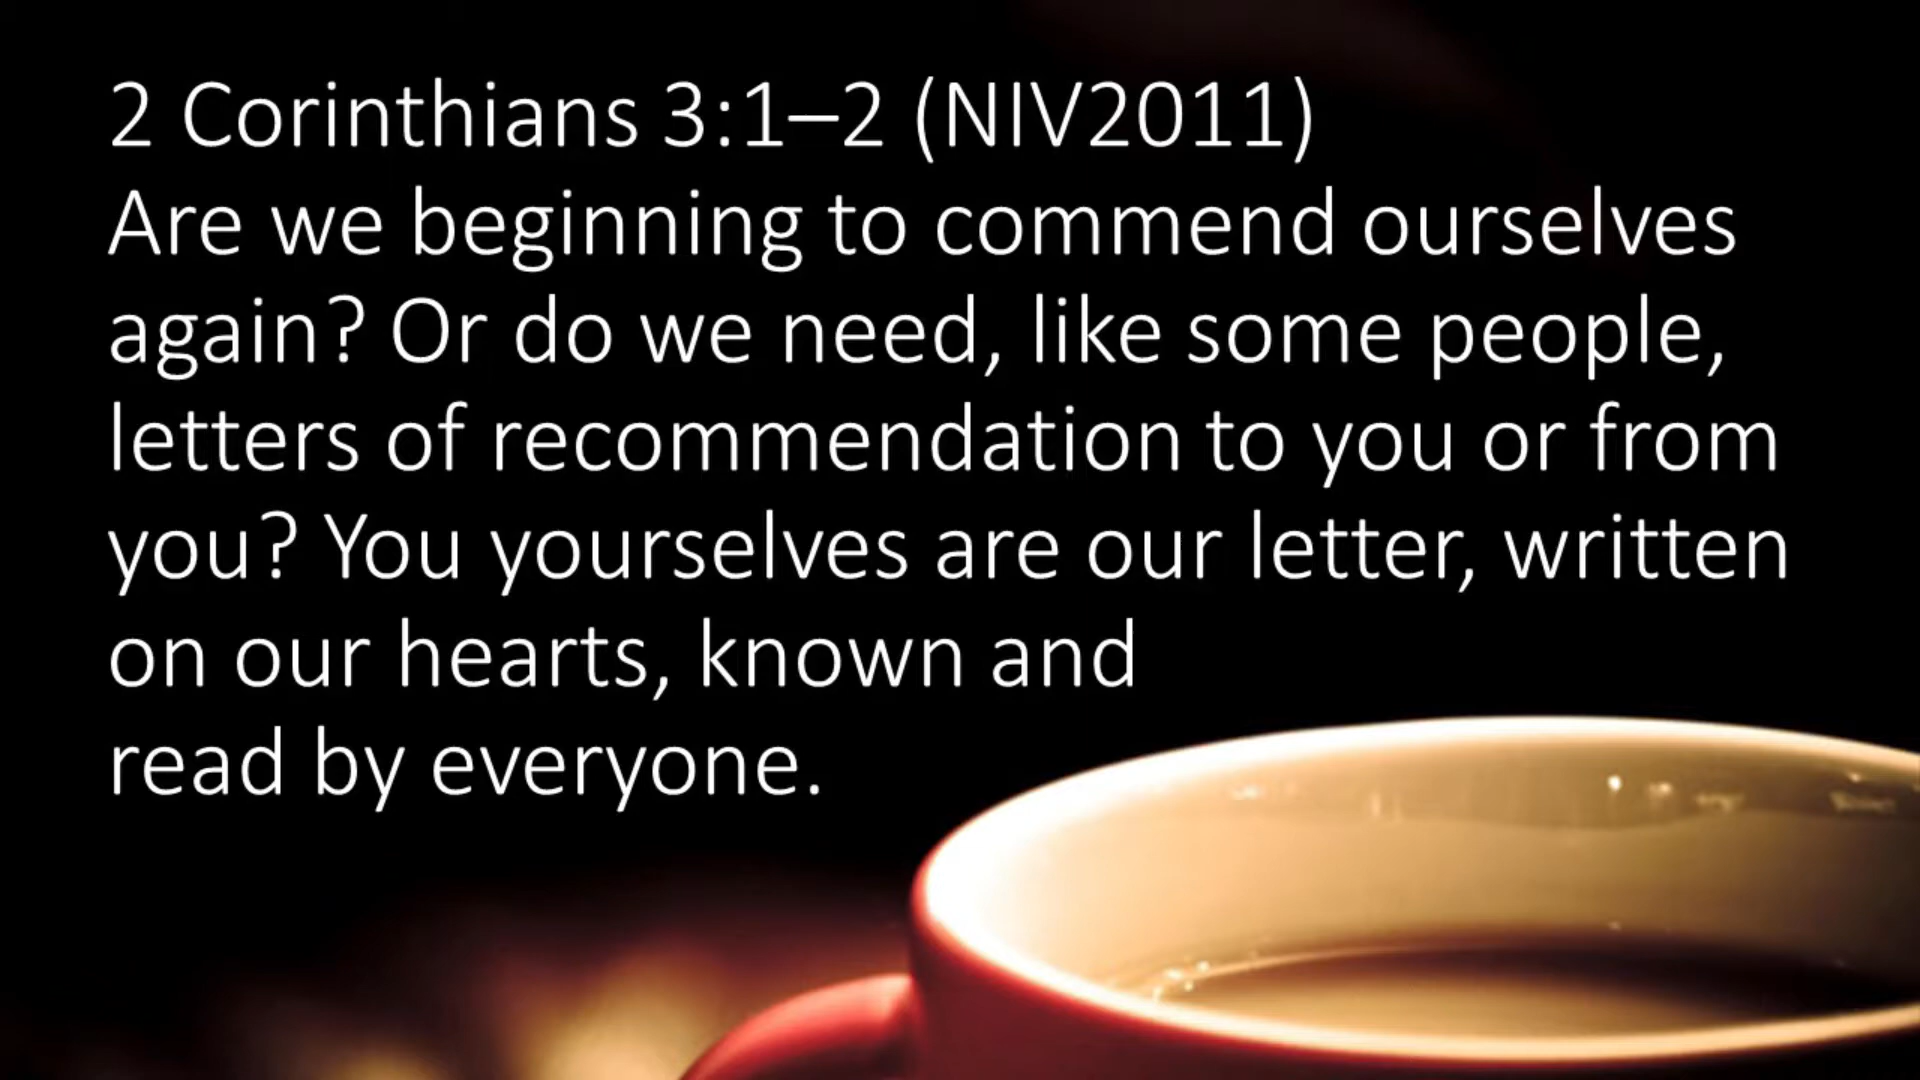 2 Corinthians 3:1–2 (NIV2011)
Are we beginning to commend ourselves
again? Or do we need, like some people,
letters of recommendation to you or from
you? You yourselves are our letter, written
on our hearts, known and
read by everyone.